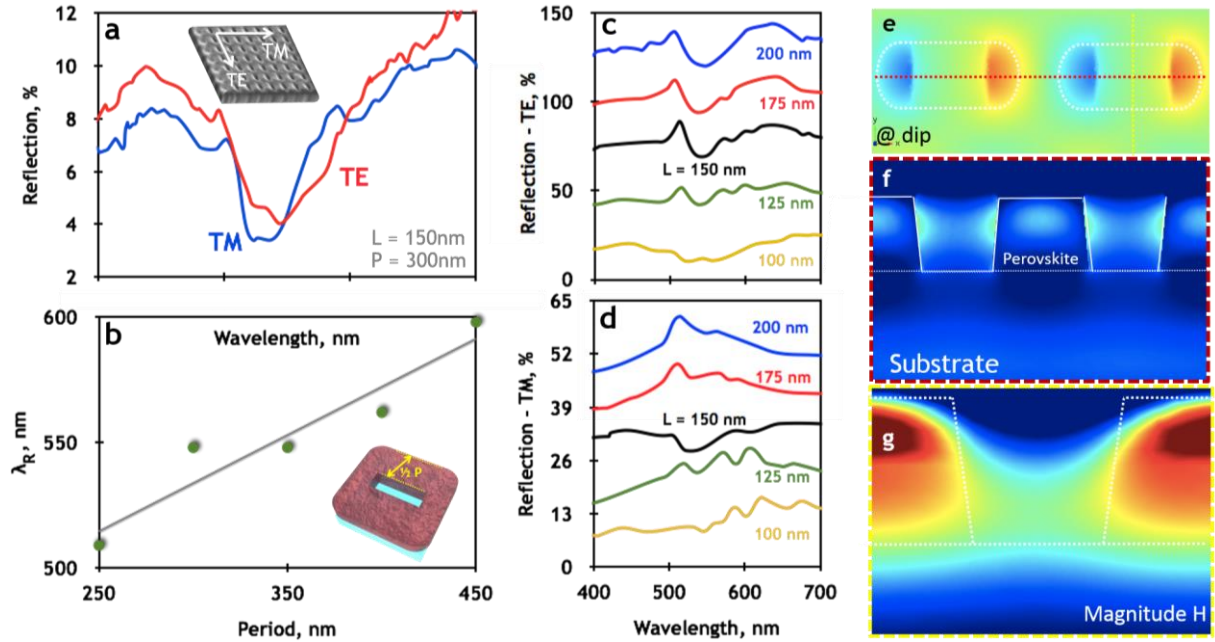 a
Reflection, %
12
10
8
6
4
2
TM
TE
TE
TM
L = 150nm
P = 300nm
b
Wavelength, nm
λR, nm
600
550
500
½ P
250
350
450
Period, nm
c
Reflection - TE, %
150
100
50
0
200 nm
175 nm
L = 150 nm
125 nm
100 nm
d
Reflection - TM, %
65
52
39
26
13
0
200 nm
175 nm
L = 150 nm
125 nm
100 nm
400
500
600
700
Wavelength, nm
e
y
x
@ dip
f
Perovskite
Substrate
g
Magnitude H